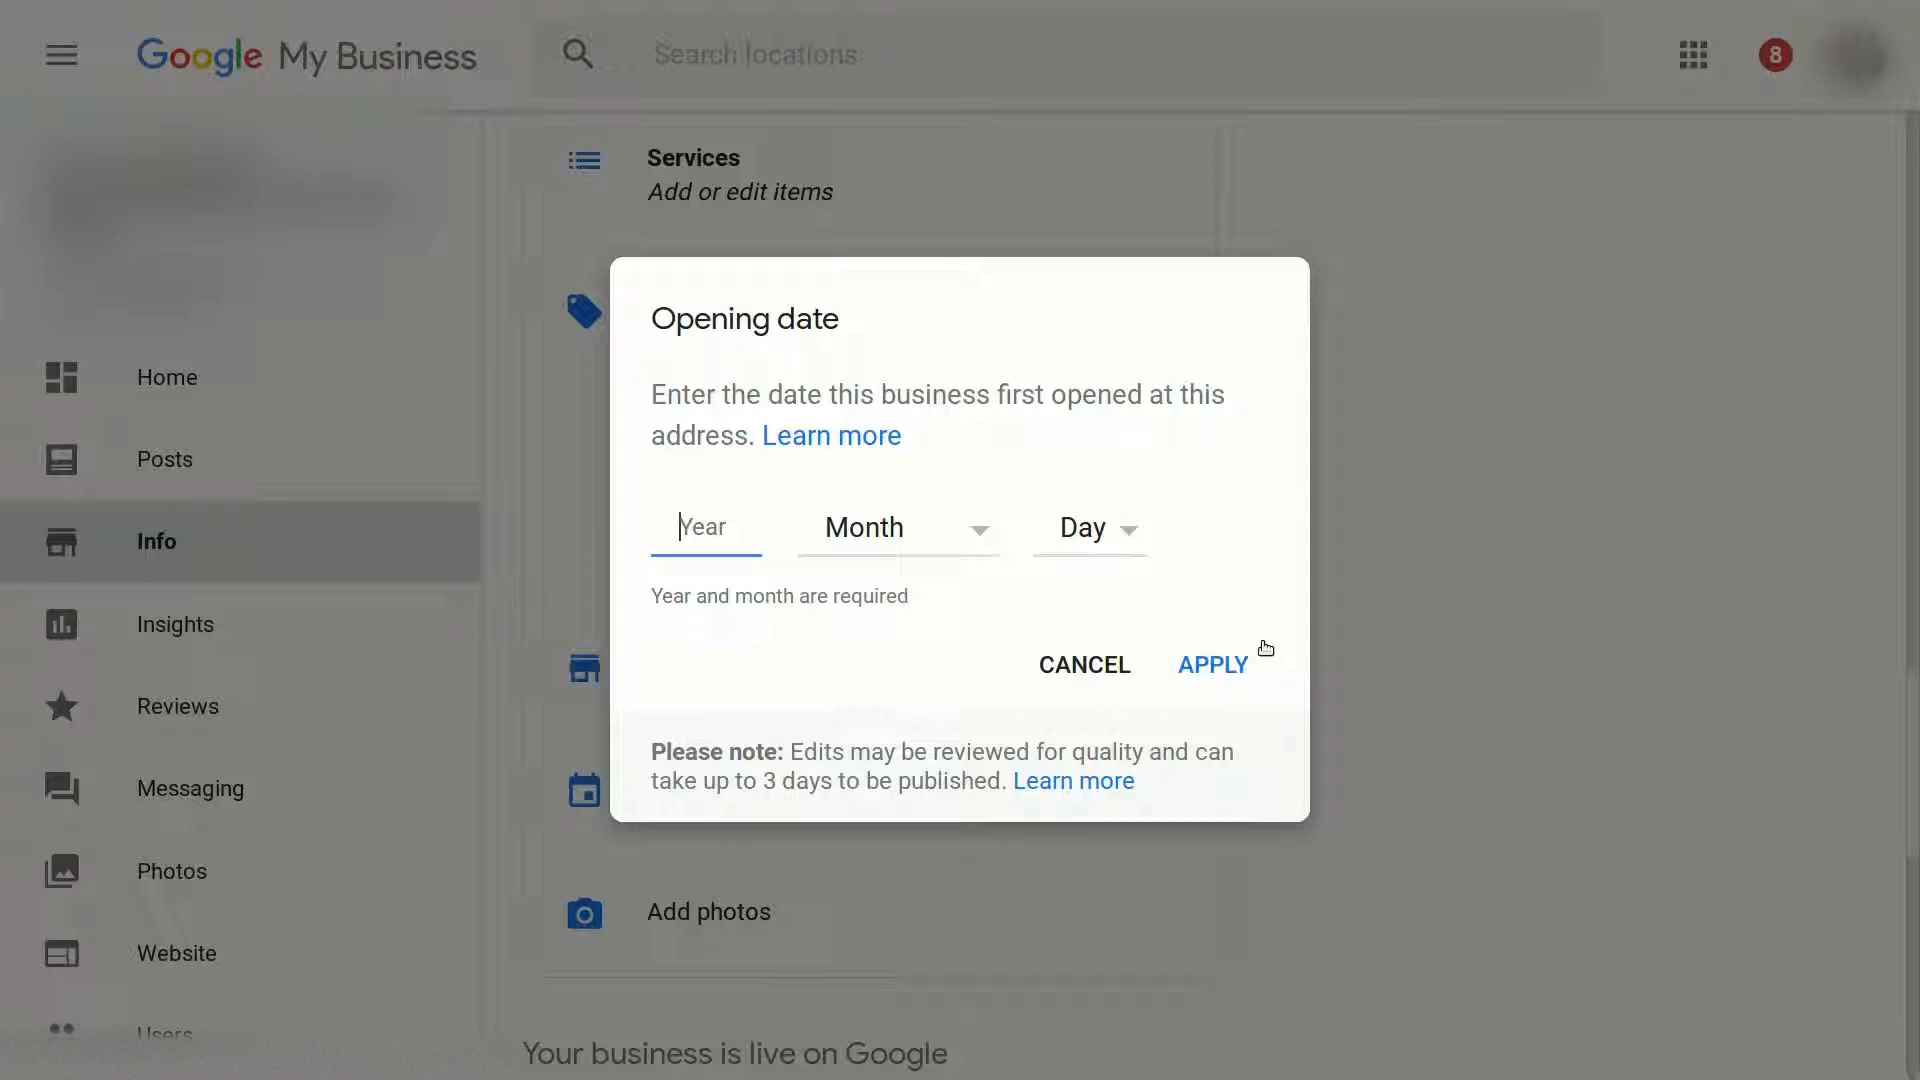 Google My Business
Search locations
8
Services
Add or edit items
Opening date
Enter the date this business first opened at this
address. Learn more
Year
Month
Day
Year and month are required
CANCEL
APPLY
Please note: Edits may be reviewed for quality and can
take up to 3 days to be published. Learn more
Home
Posts
Info
Insights
Reviews
Messaging
Photos
Website
Users
Add photos
Your business is live on Google